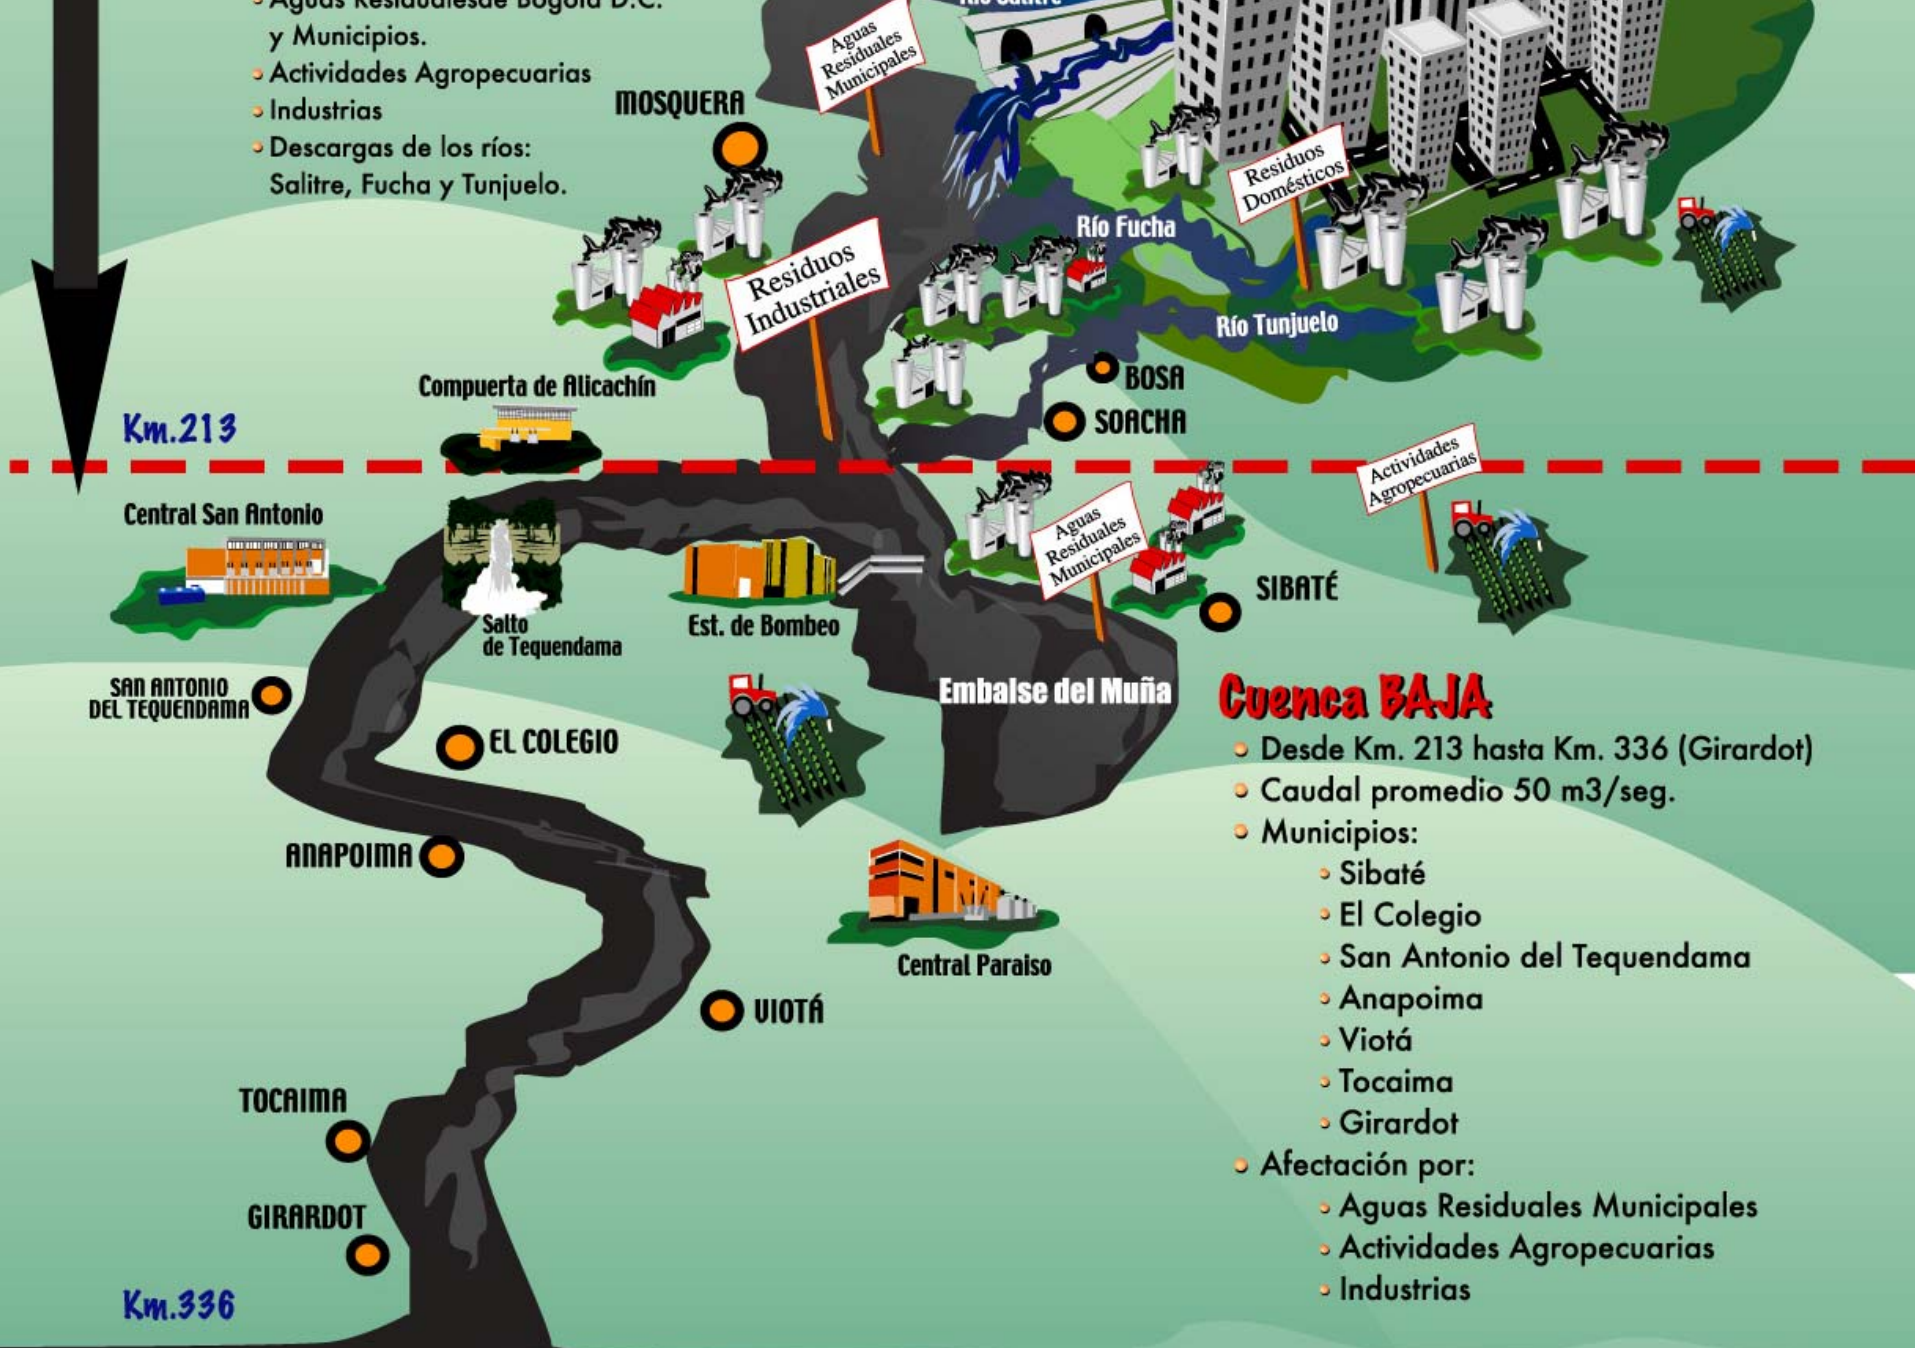 Aguas Residualesde Bogotá D.C.
y Municipios.
Actividades Agropecuarias
Industrias
Descargas de los ríos:
Salitre, Fucha y Tunjuelo.
Río Salitre
Aguas
Residuales
Municipales
MOSQUERA
Residuos
Domésticos
Río Fucha
Residuos
Industriales
Río Tunjuelo
Compuerta de Alicachín
BOSA
SOACHA
Km.213
Actividades
Agropecuarias
Central San Antonio
Aguas
Residuales
Municipales
SIBATÉ
Salto
de Tequendama
Est. de Bombeo
SAN ANTONIO
DEL TEQUENDAMA
EL COLEGIO
Embalse del Muña
ANAPOIMA
Central Paraiso
VIOTÁ
TOCAIMA
GIRARDOT
Km.336
Cuenca BAJA
Desde Km. 213 hasta Km. 336 (Girardot)
Caudal promedio 50 m3/seg.
Municipios:
Sibaté
El Colegio
San Antonio del Tequendama
Anapoima
Viotá
Tocaima
Girardot
Afectación por:
Aguas Residuales Municipales
Actividades Agropecuarias
Industrias